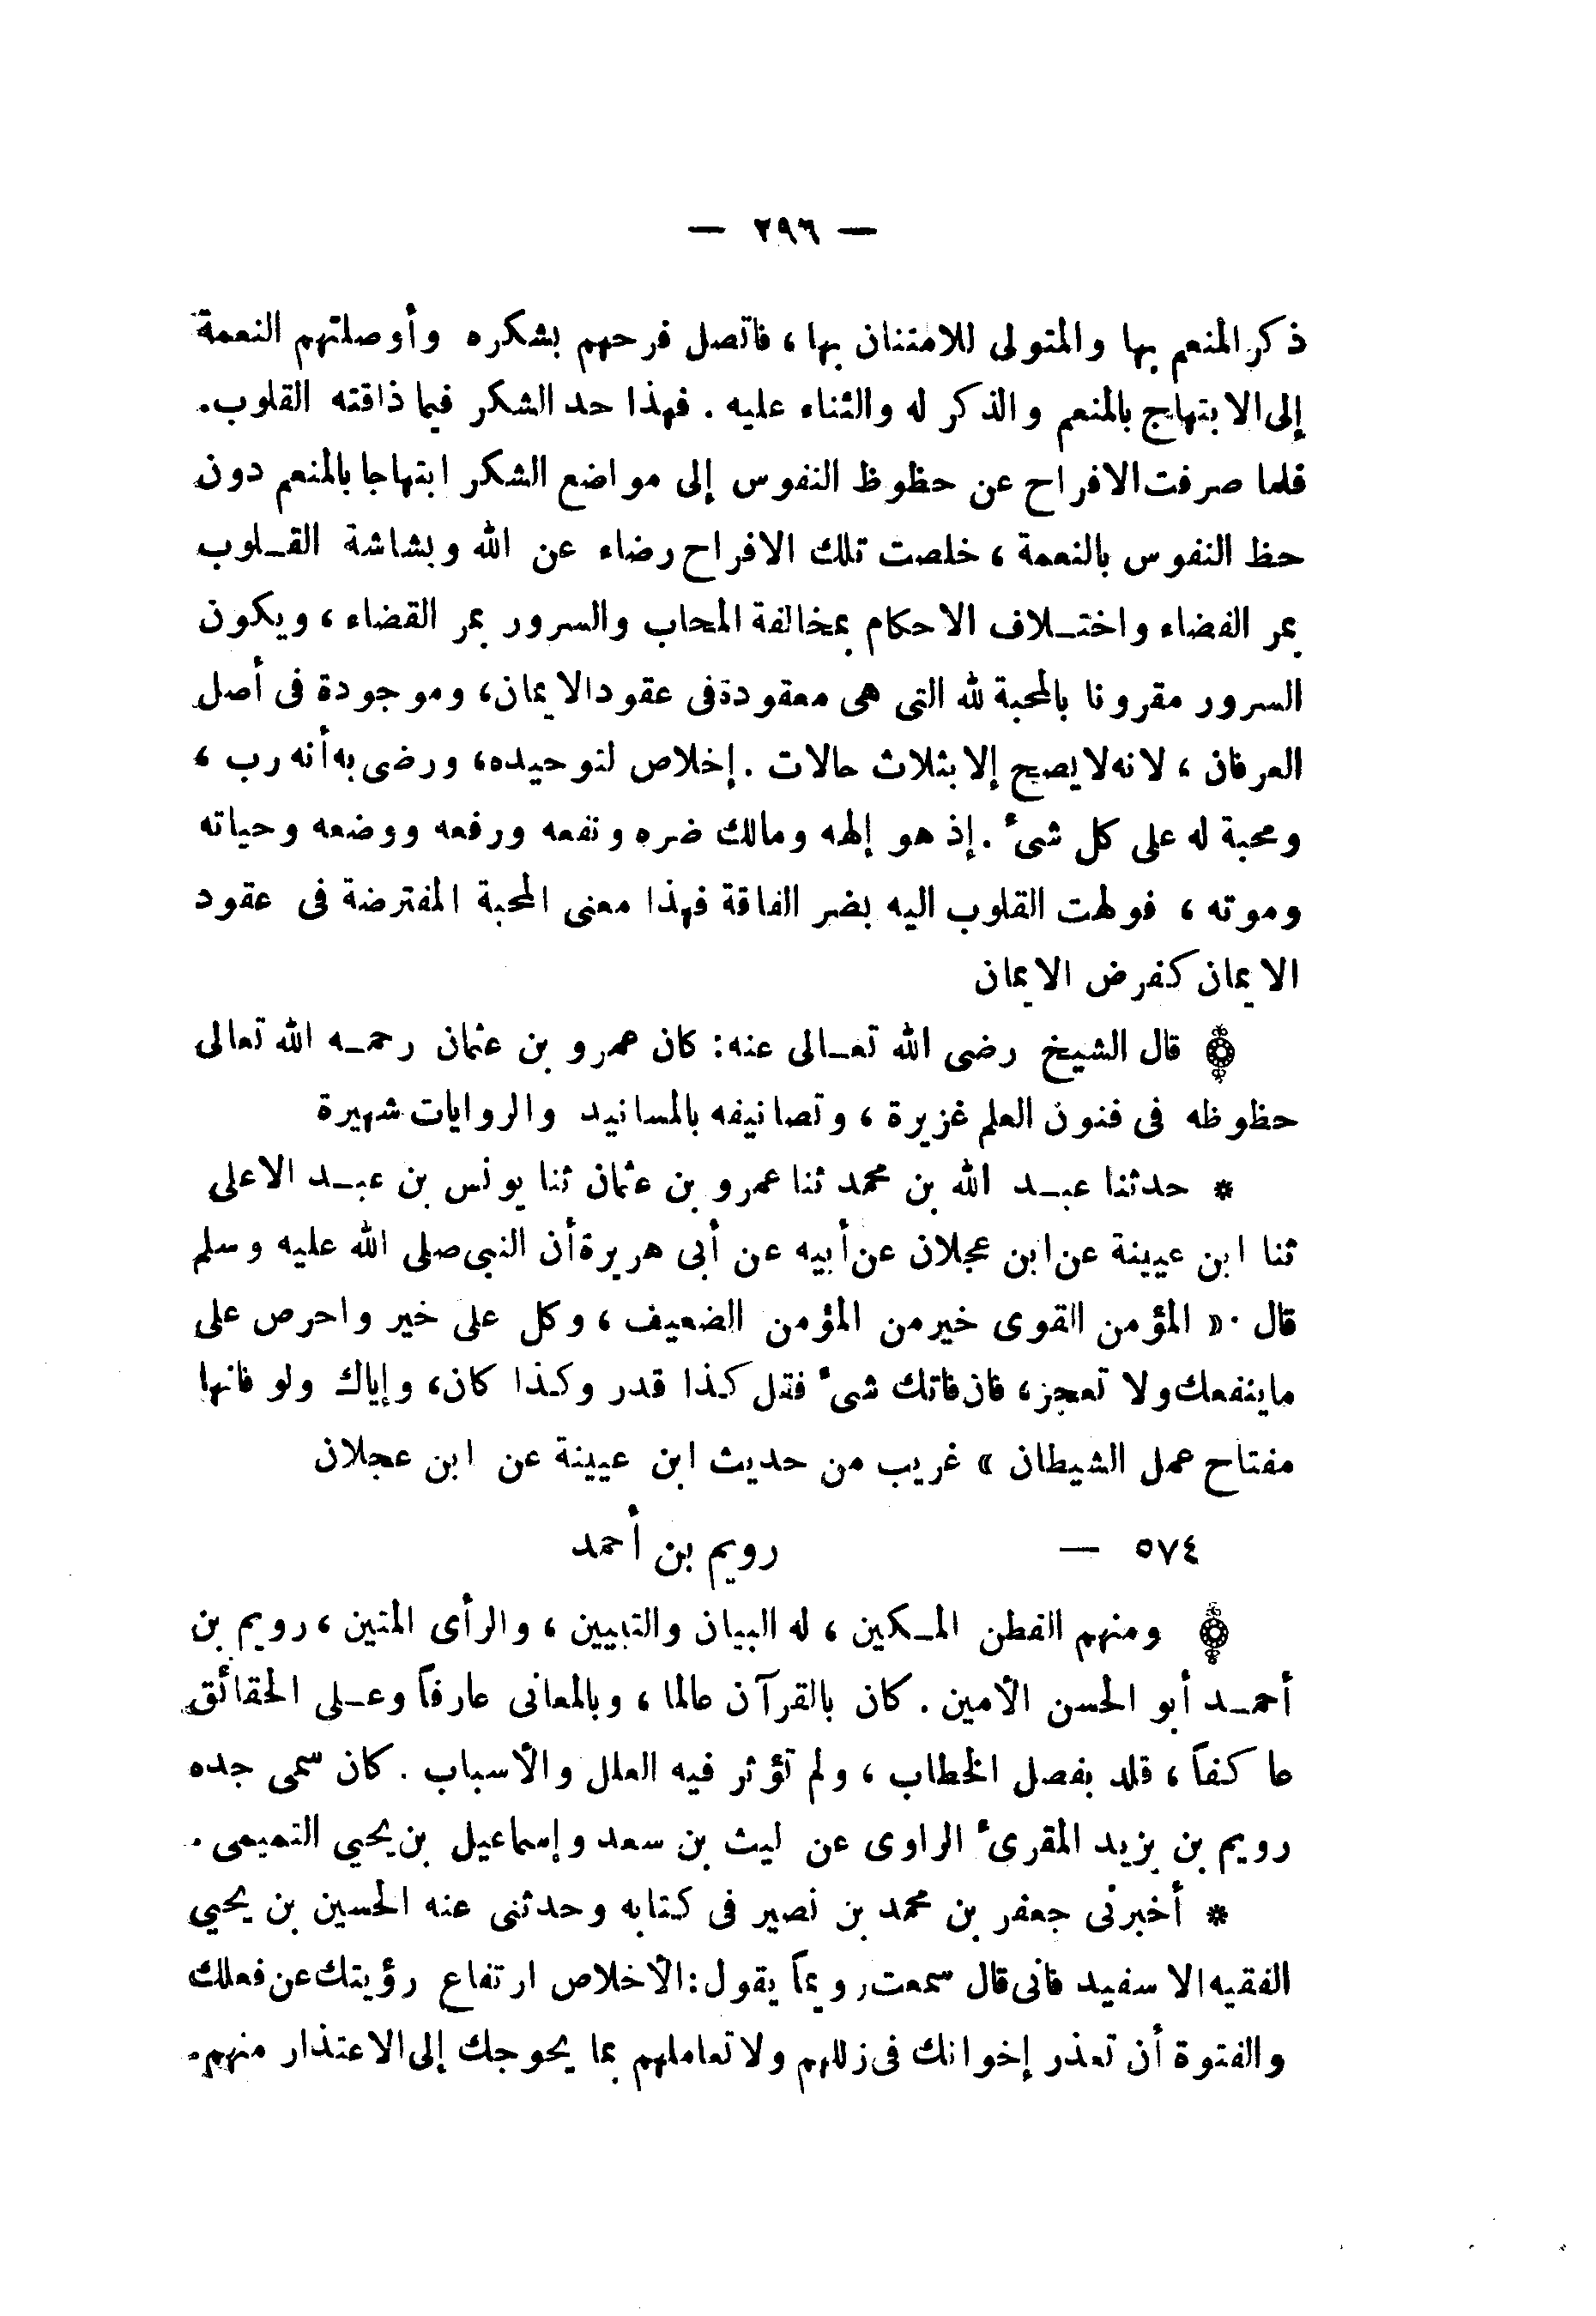 — ٢٩٦ —
ذكر المنعم بها والمتولى للامتنان بها ، فاتصل فرحهم بشكره وأوصلتهم النعمة
إلى الابتهاج بالمنعم والذكر له والثناء عليه . فهذا حد الشكر فيما ذاقته القلوب .
فلما صرفت الافراح عن حظوظ النفوس إلى مواضع الشكر ابتهاجا بالمنعم دون
حظ النفوس بالنعمة ، خلصت تلك الافراح رضاء عن الله وبشاشة القلوب
بمر القضاء واختلاف الاحكام بمخالفة المحاب والسرور بمر القضاء ، ويكون
السرور مقرونا بالمحبة لله التى هى معقودة فى عقود الايمان ، وموجودة فى أصل
العرفان ، لانه لا يصح إلا بثلاث حالات . إخلاص لتوحيده ، ورضى به أنه رب ،
ومحبة له على كل شىء . إذ هو إلهه ومالك ضره ونفعه ورفعه ووضعه وحياته
وموته ، فولهت القلوب اليه بضر الفاقة فهذا معنى المحبة المفترضة فى عقود
الايمان كفرض الايمان
۞ قال الشيخ رضى الله تعالى عنه : كان عمرو بن عثمان رحمه الله تعالى
حظوظه فى فنون العلم غزيرة ، وتصانيفه بالمسانيد والروايات شهيرة
* حدثنا عبد الله بن محمد ثنا عمرو بن عثمان ثنا يونس بن عبد الاعلى
ثنا ابن عيينة عن ابن عجلان عن أبيه عن أبى هريرة أن النبى صلى الله عليه وسلم
قال . « المؤمن القوى خير من المؤمن الضعيف ، وكل على خير واحرص على
ماينفعك ولا تعجز ، فان فاتك شىء فقل كذا قدر وكذا كان ، وإياك ولو فانها
مفتاح عمل الشيطان » غريب من حديث ابن عيينة عن ابن عجلان
٥٧٤ — رويم بن أحمد
۞ ومنهم الفطن المكين ، له البيان والتبيين ، والرأى المتين ، رويم بن
أحمد أبو الحسن الأمين . كان بالقرآن عالما ، وبالمعانى عارفاً وعلى الحقائق
عاكفاً ، قلد بفصل الخطاب ، ولم تؤثر فيه العلل والأسباب . كان سمى جده
رويم بن يزيد المقرىء الراوى عن ليث بن سعد وإسماعيل بن يحيي التميمى .
* أخبرنى جعفر بن محمد بن نصير فى كتابه وحدثنى عنه الحسين بن يحيي
الفقيه الاسفيد فانى قال سمعت رويماً يقول : الأخلاص ارتفاع رؤيتك عن فعلك
والفتوة أن تعذر إخوانك فى زللهم ولا تعاملهم بما يحوجك إلى الاعتذار منهم .